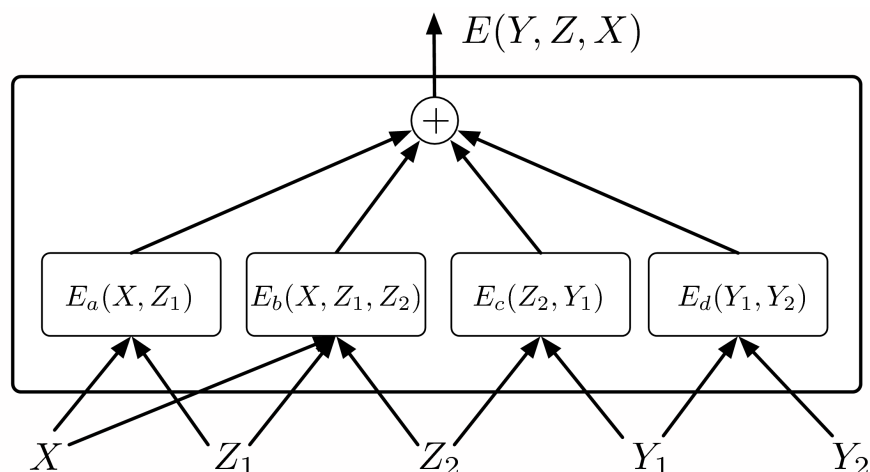 E(Y, Z, X)
+
E_a(X, Z_1) E_b(X, Z_1, Z_2) E_c(Z_2, Y_1) E_d(Y_1, Y_2)
X Z_1 Z_2 Y_1 Y_2